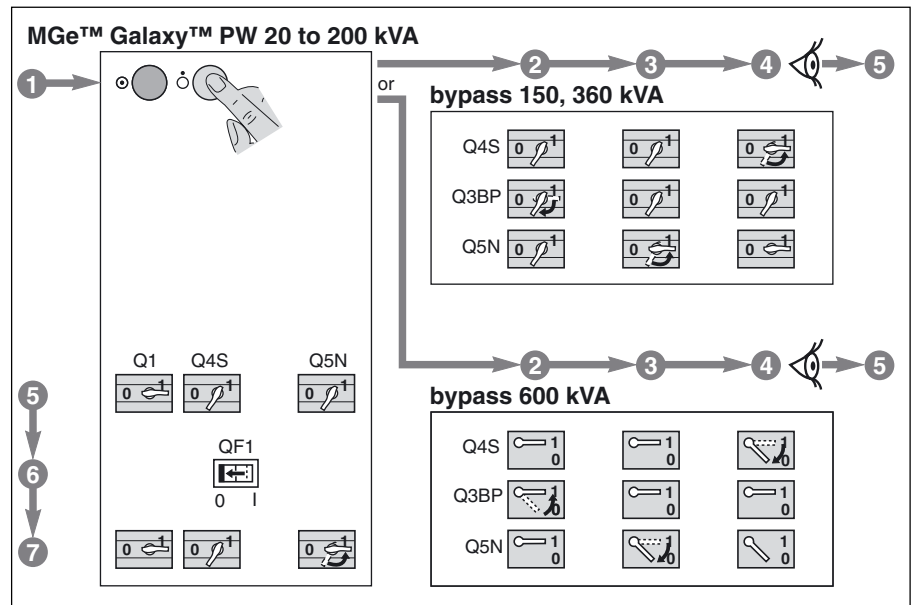 MGe™ Galaxy™ PW 20 to 200 kVA
1
or
2 3 4 5
bypass 150, 360 kVA
Q4S 0 1 0 1 0 1
Q3BP 0 1 0 1 0 1
Q5N 0 1 0 1 0 1
Q1 Q4S Q5N
0 1 0 1 0 1
5
QF1
6
0 I
7
0 1 0 1 0 1
2 3 4 5
bypass 600 kVA
Q4S 1 0 1 0 1 0
Q3BP 1 0 1 0 1 0
Q5N 1 0 1 0 1 0